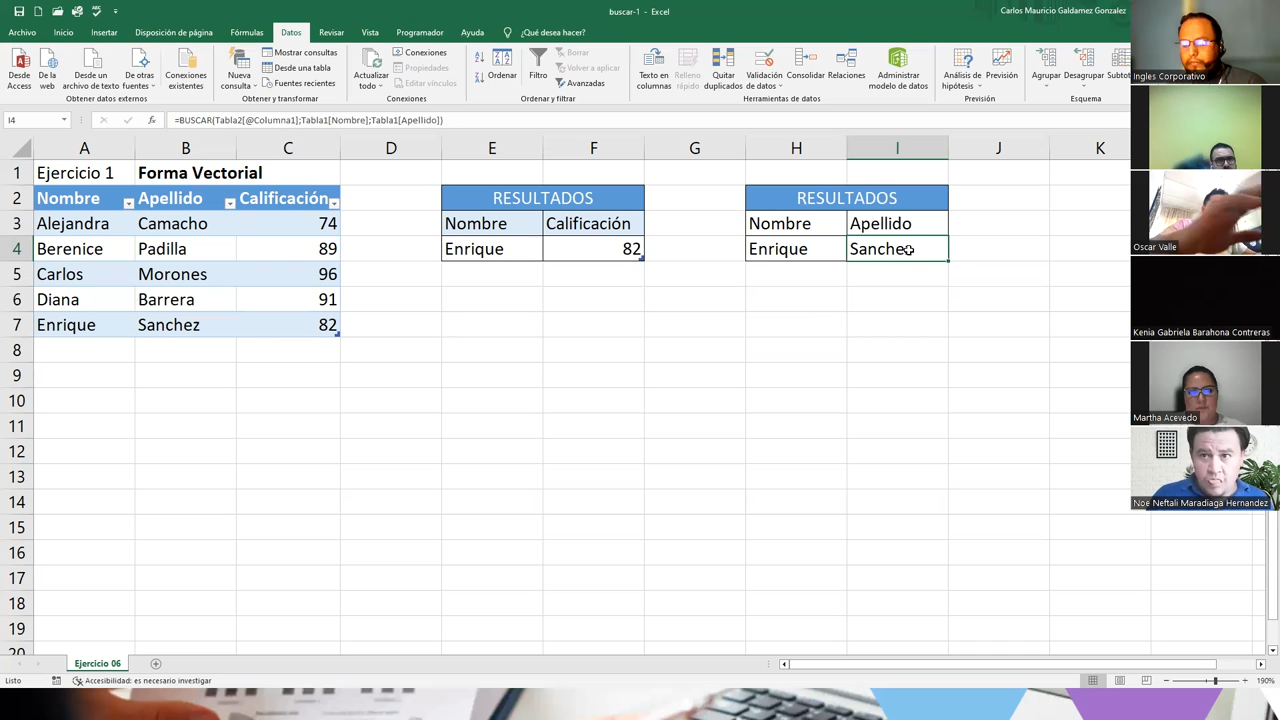 buscar-1 - Excel
Carlos Mauricio Galdamez Gonzalez
Archivo Inicio Insertar Disposición de página Fórmulas Datos Revisar Vista Programador Ayuda ¿Qué desea hacer?
Desde Access
De la web
Desde un archivo de texto
De otras fuentes
Conexiones existentes
Obtener datos externos
Nueva consulta
Mostrar consultas
Desde una tabla
Fuentes recientes
Obtener y transformar
Actualizar todo
Conexiones
Propiedades
Editar vínculos
Conexiones
Ordenar
Filtro
Borrar
Volver a aplicar
Avanzadas
Ordenar y filtrar
Texto en columnas
Relleno rápido
Quitar duplicados
Validación de datos
Consolidar
Relaciones
Administrar modelo de datos
Herramientas de datos
Análisis de hipótesis
Previsión
Previsión
Agrupar
Desagrupar
Esquema
I4 fx =BUSCAR(Tabla2[@Columna1];Tabla1[Nombre];Tabla1[Apellido])
A B C D E F G H I J K
1 Ejercicio 1 Forma Vectorial
2 Nombre Apellido Calificación RESULTADOS RESULTADOS
3 Alejandra Camacho 74 Nombre Calificación Nombre Apellido
4 Berenice Padilla 89 Enrique 82 Enrique Sanchez
5 Carlos Morones 96
6 Diana Barrera 91
7 Enrique Sanchez 82
8
9
10
11
12
13
14
15
16
17
18
19
20
Ejercicio 06
Listo Accesibilidad: es necesario investigar 190%
Ingles Corporativo
Oscar Valle
Kenia Gabriela Barahona Contreras
Martha Acevedo
Noe Neftali Maradiaga Hernandez